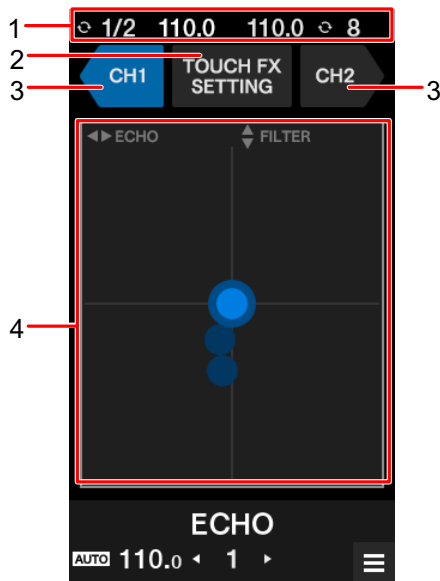 1
1/2 110.0 110.0 8
2
3
CH1
TOUCH FX
SETTING
CH2
3
ECHO
FILTER
4
ECHO
AUTO 110.0 1